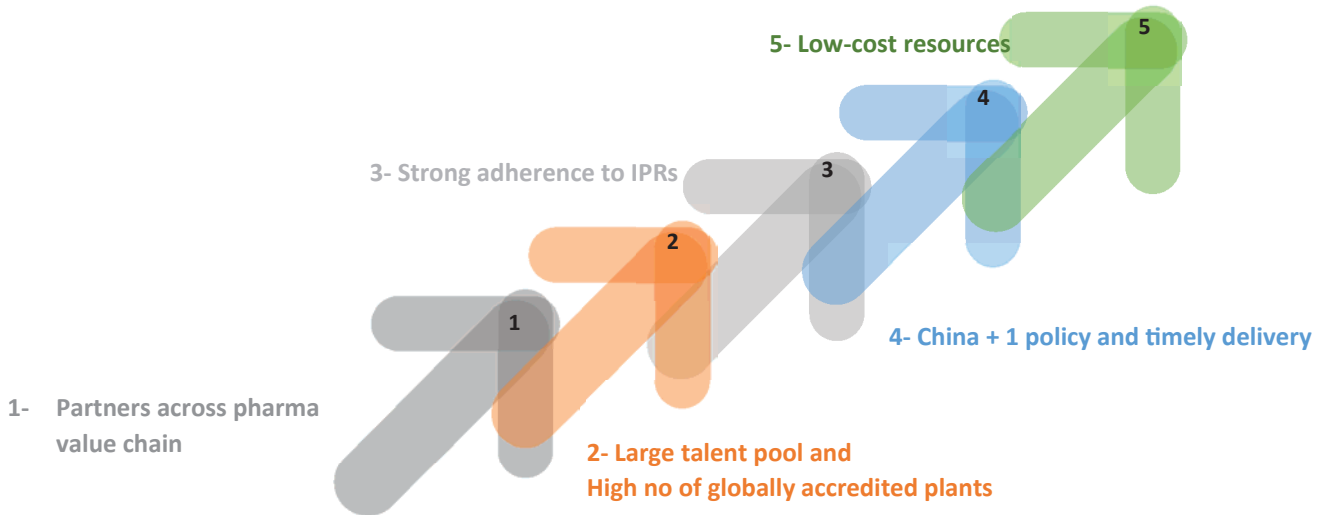 5- Low-cost resources
5
4
3- Strong adherence to IPRs
3
2
1
4- China + 1 policy and timely delivery
1- Partners across pharma
value chain
2- Large talent pool and
High no of globally accredited plants